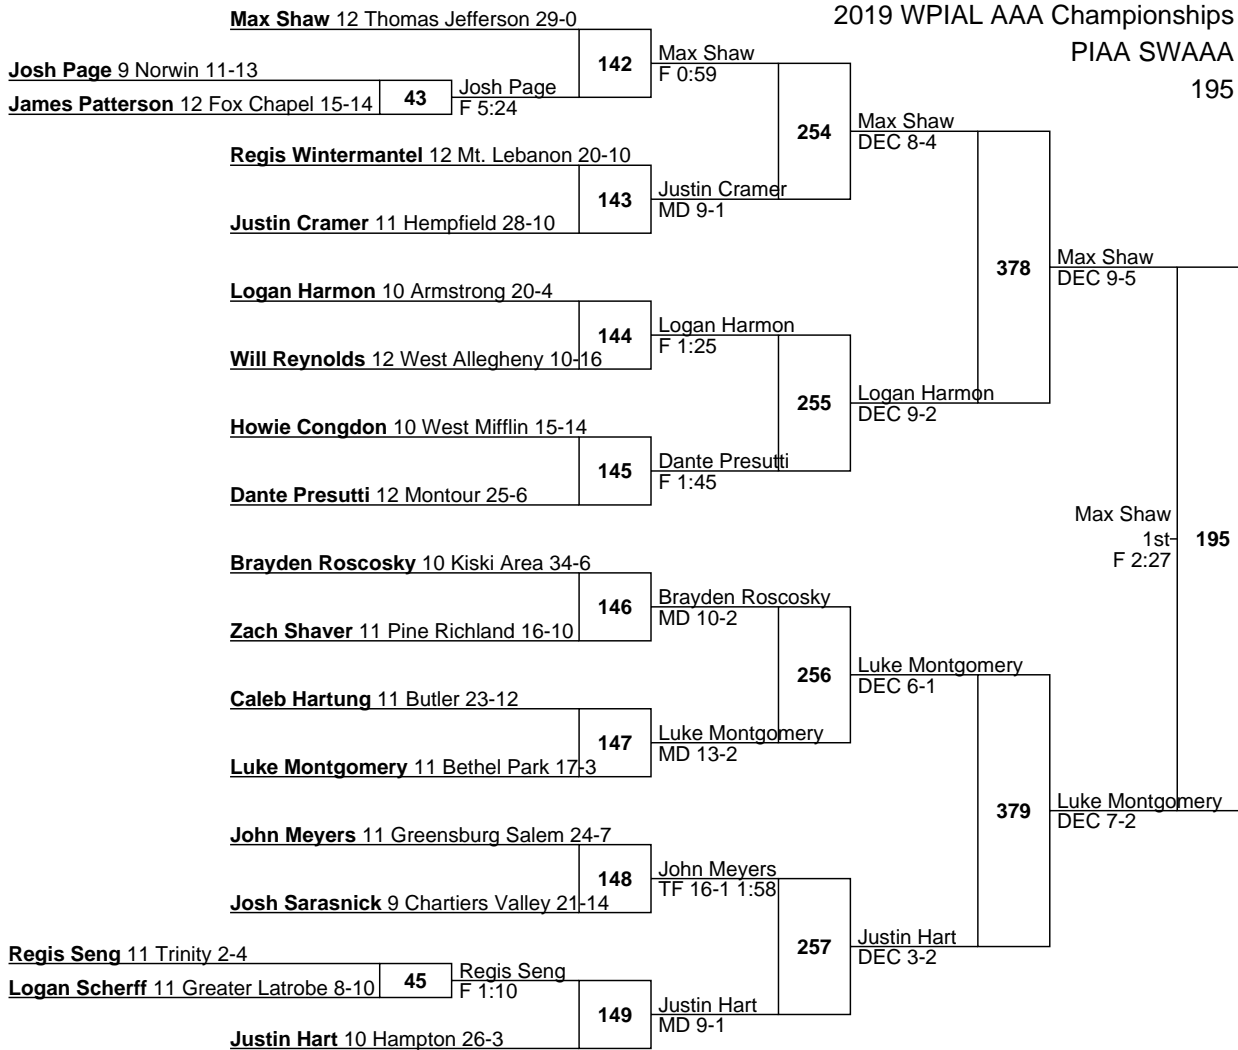 2019 WPIAL AAA Championships
PIAA SWAAA
195
Max Shaw 12 Thomas Jefferson 29-0
142
Max Shaw
F 0:59
Josh Page 9 Norwin 11-13
43
Josh Page
F 5:24
James Patterson 12 Fox Chapel 15-14
254
Max Shaw
DEC 8-4
Regis Wintermantel 12 Mt. Lebanon 20-10
143
Justin Cramer
MD 9-1
Justin Cramer 11 Hempfield 28-10
378
Max Shaw
DEC 9-5
Logan Harmon 10 Armstrong 20-4
144
Logan Harmon
F 1:25
Will Reynolds 12 West Allegheny 10-16
255
Logan Harmon
DEC 9-2
Howie Congdon 10 West Mifflin 15-14
145
Dante Presutti
F 1:45
Dante Presutti 12 Montour 25-6
Max Shaw
1st
F 2:27
195
Brayden Roscosky 10 Kiski Area 34-6
146
Brayden Roscosky
MD 10-2
Zach Shaver 11 Pine Richland 16-10
256
Luke Montgomery
DEC 6-1
Caleb Hartung 11 Butler 23-12
147
Luke Montgomery
MD 13-2
Luke Montgomery 11 Bethel Park 17-3
379
Luke Montgomery
DEC 7-2
John Meyers 11 Greensburg Salem 24-7
148
John Meyers
TF 16-1 1:58
Josh Sarasnick 9 Chartiers Valley 21-14
257
Justin Hart
DEC 3-2
Regis Seng 11 Trinity 2-4
45
Regis Seng
F 1:10
Logan Scherff 11 Greater Latrobe 8-10
149
Justin Hart
MD 9-1
Justin Hart 10 Hampton 26-3